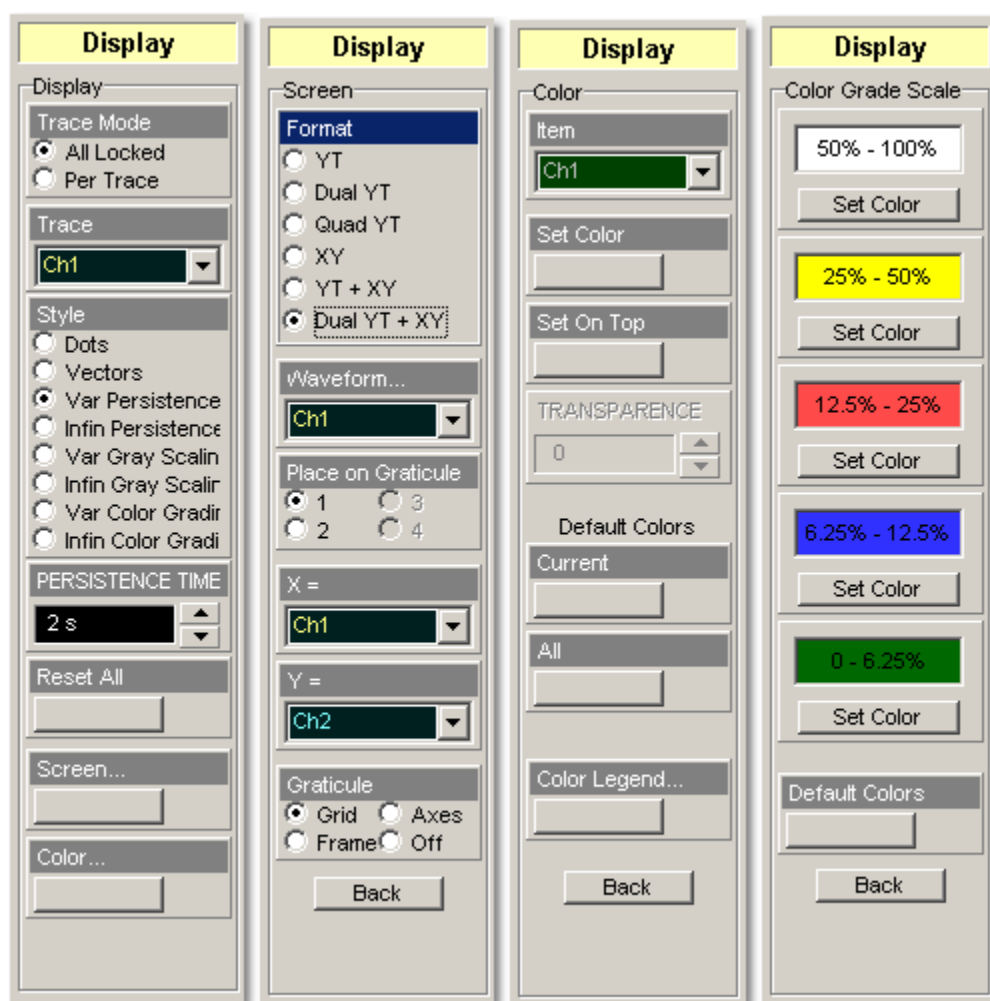 Display
Display
Trace Mode
All Locked
Per Trace
Trace
Ch1
Style
Dots
Vectors
Var Persistence
Infin Persistence
Var Gray Scalin
Infin Gray Scalin
Var Color Gradir
Infin Color Gradi
PERSISTENCE TIME
2 s
Reset All
Screen...
Color...
Display
Screen
Format
YT
Dual YT
Quad YT
XY
YT + XY
Dual YT + XY
Waveform...
Ch1
Place on Graticule
1 3
2 4
X =
Ch1
Y =
Ch2
Graticule
Grid Axes
Frame Off
Back
Display
Color
Item
Ch1
Set Color
Set On Top
TRANSPARENCE
0
Default Colors
Current
All
Color Legend...
Back
Display
Color Grade Scale
50% - 100%
Set Color
25% - 50%
Set Color
12.5% - 25%
Set Color
6.25% - 12.5%
Set Color
0 - 6.25%
Set Color
Default Colors
Back